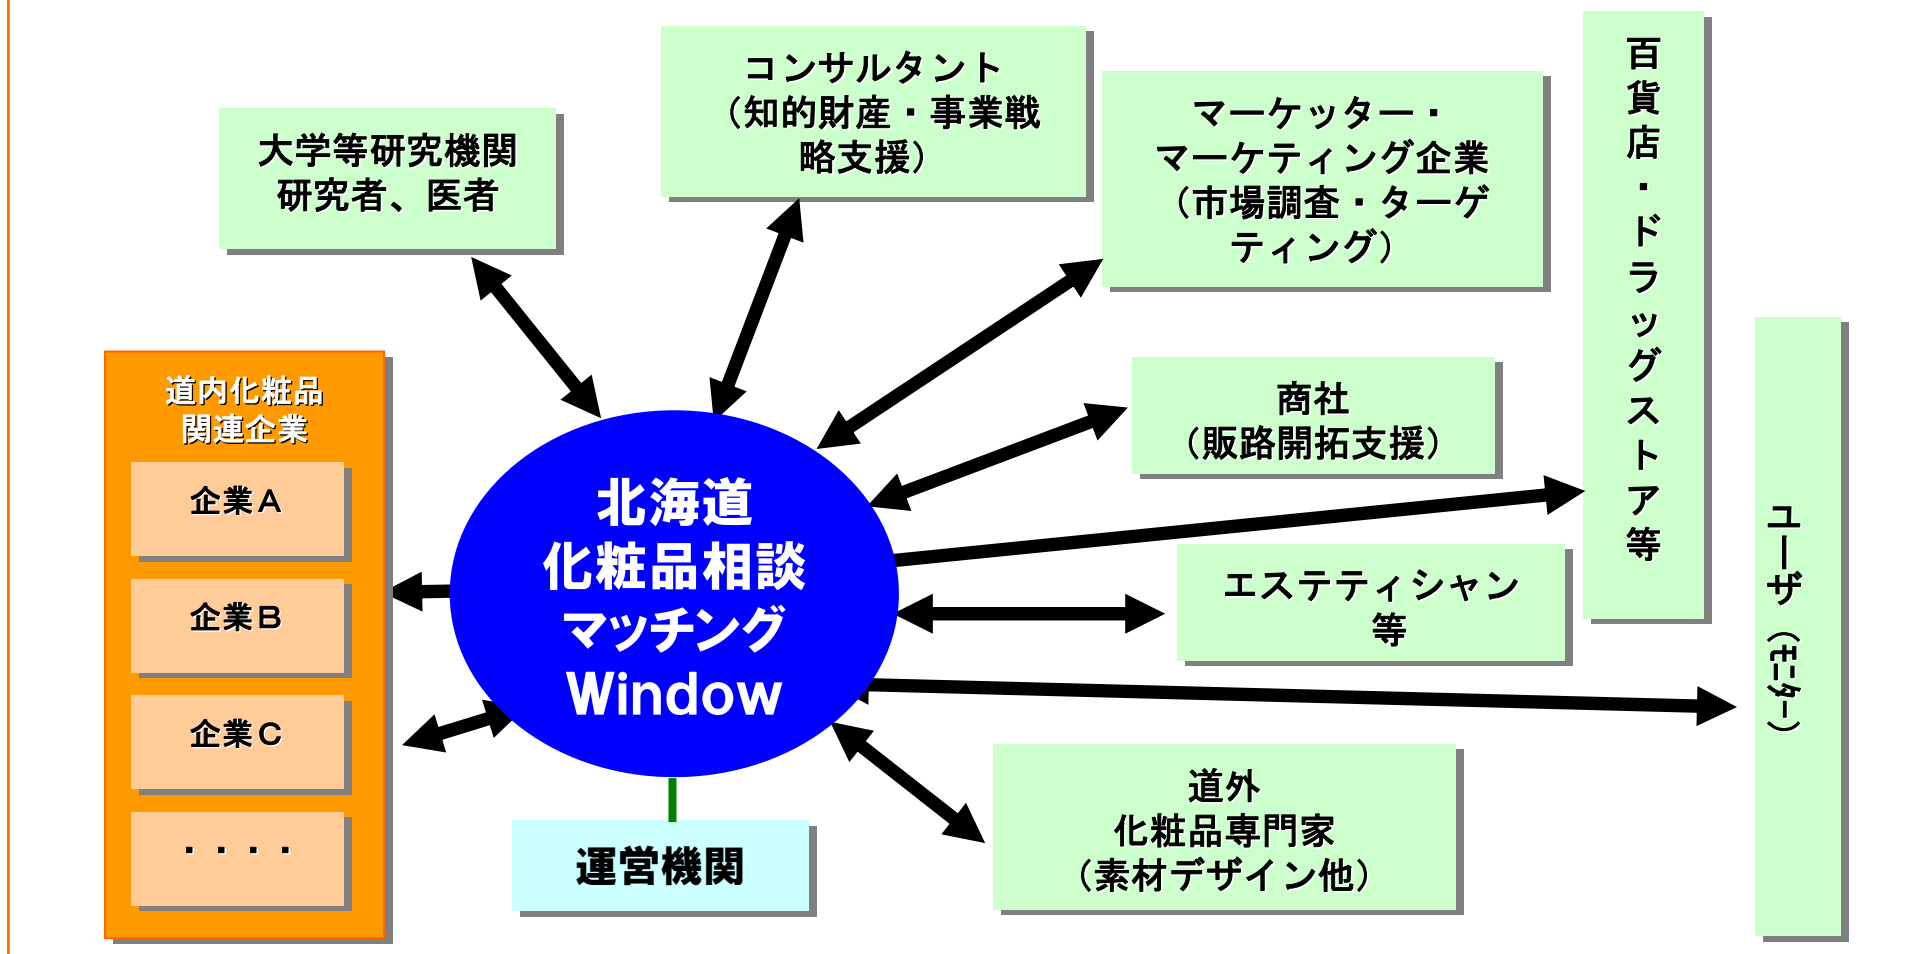 大学等研究機関
研究者、医者
コンサルタント
（知的財産・事業戦
略支援）
マーケッター・
マーケティング企業
（市場調査・ターゲ
ティング）
百貨店・ドラッグストア等
商社
（販路開拓支援）
エステティシャン
等
ユーザ（ﾓﾆﾀｰ）
道外
化粧品専門家
（素材デザイン他）
道内化粧品
関連企業
企業Ａ
企業Ｂ
企業Ｃ
・・・・
北海道
化粧品相談
マッチング
Window
運営機関